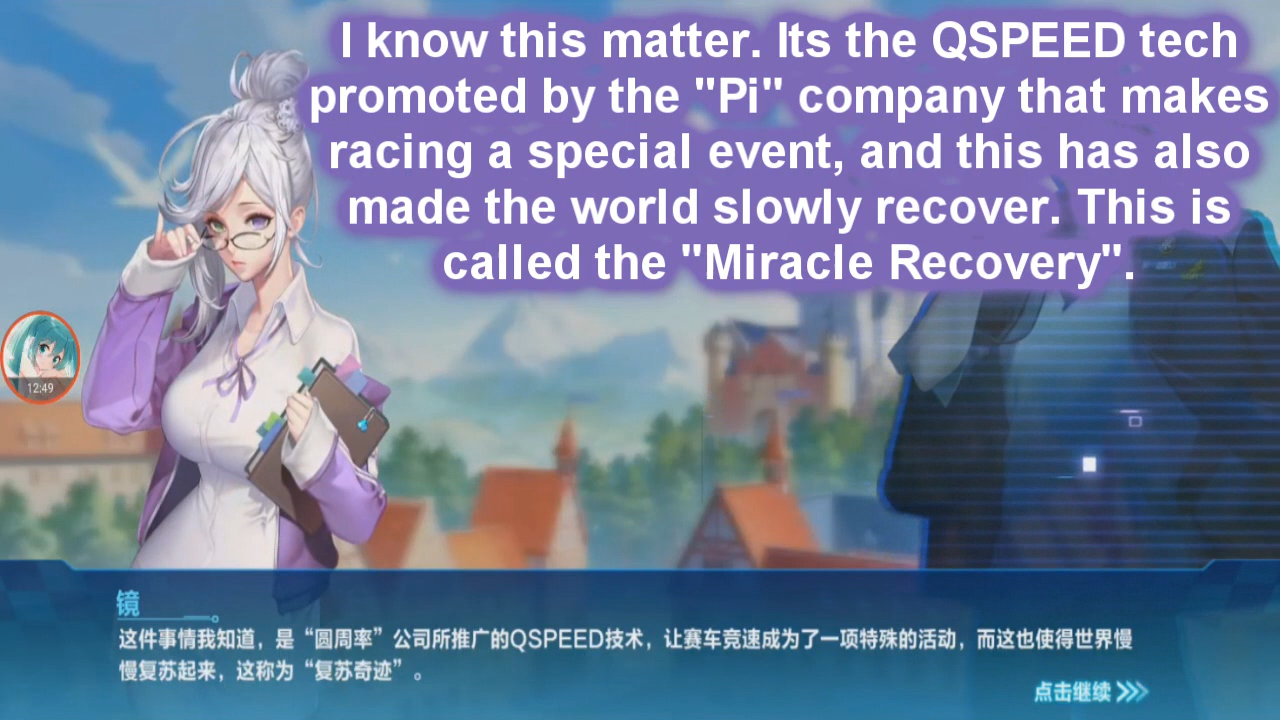 I know this matter. Its the QSPEED tech
promoted by the "Pi" company that makes
racing a special event, and this has also
made the world slowly recover. This is
called the "Miracle Recovery".
12:49
镜
这件事情我知道，是“圆周率”公司所推广的QSPEED技术，让赛车竞速成为了一项特殊的活动，而这也使得世界慢
慢复苏起来，这称为“复苏奇迹”。
点击继续